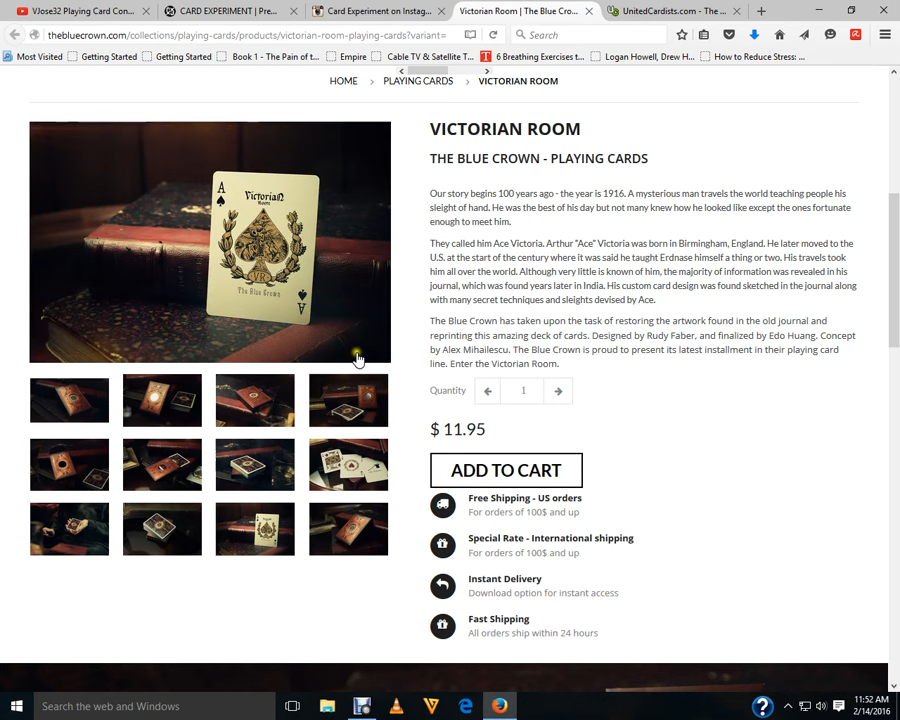 VJose32 Playing Card Con...
CARD EXPERIMENT | Pre...
Card Experiment on Instag...
Victorian Room | The Blue Cro...
UnitedCardists.com - The ...
thebluecrown.com/collections/playing-cards/products/victorian-room-playing-cards?variant=
Search
Most Visited
Getting Started
Getting Started
Book 1 - The Pain of t...
Empire
Cable TV & Satellite T...
6 Breathing Exercises t...
Logan Howell, Drew H...
How to Reduce Stress: ...
HOME > PLAYING CARDS > VICTORIAN ROOM
A
VictoriaN
Room
VR
The Blue Crown
A
VICTORIAN ROOM
THE BLUE CROWN - PLAYING CARDS
Our story begins 100 years ago - the year is 1916. A mysterious man travels the world teaching people his
sleight of hand. He was the best of his day but not many knew how he looked like except the ones fortunate
enough to meet him.
They called him Ace Victoria. Arthur “Ace” Victoria was born in Birmingham, England. He later moved to the
U.S. at the start of the century where it was said he taught Erdnase himself a thing or two. His travels took
him all over the world. Although very little is known of him, the majority of information was revealed in his
journal, which was found years later in India. His custom card design was found sketched in the journal along
with many secret techniques and sleights devised by Ace.
The Blue Crown has taken upon the task of restoring the artwork found in the old journal and
reprinting this amazing deck of cards. Designed by Rudy Faber, and finalized by Edo Huang. Concept
by Alex Mihailescu. The Blue Crown is proud to present its latest installment in their playing card
line. Enter the Victorian Room.
Quantity
1
$ 11.95
ADD TO CART
Free Shipping - US orders
For orders of 100$ and up
Special Rate - International shipping
For orders of 100$ and up
Instant Delivery
Download option for instant access
Fast Shipping
All orders ship within 24 hours
Search the web and Windows
11:52 AM
2/14/2016